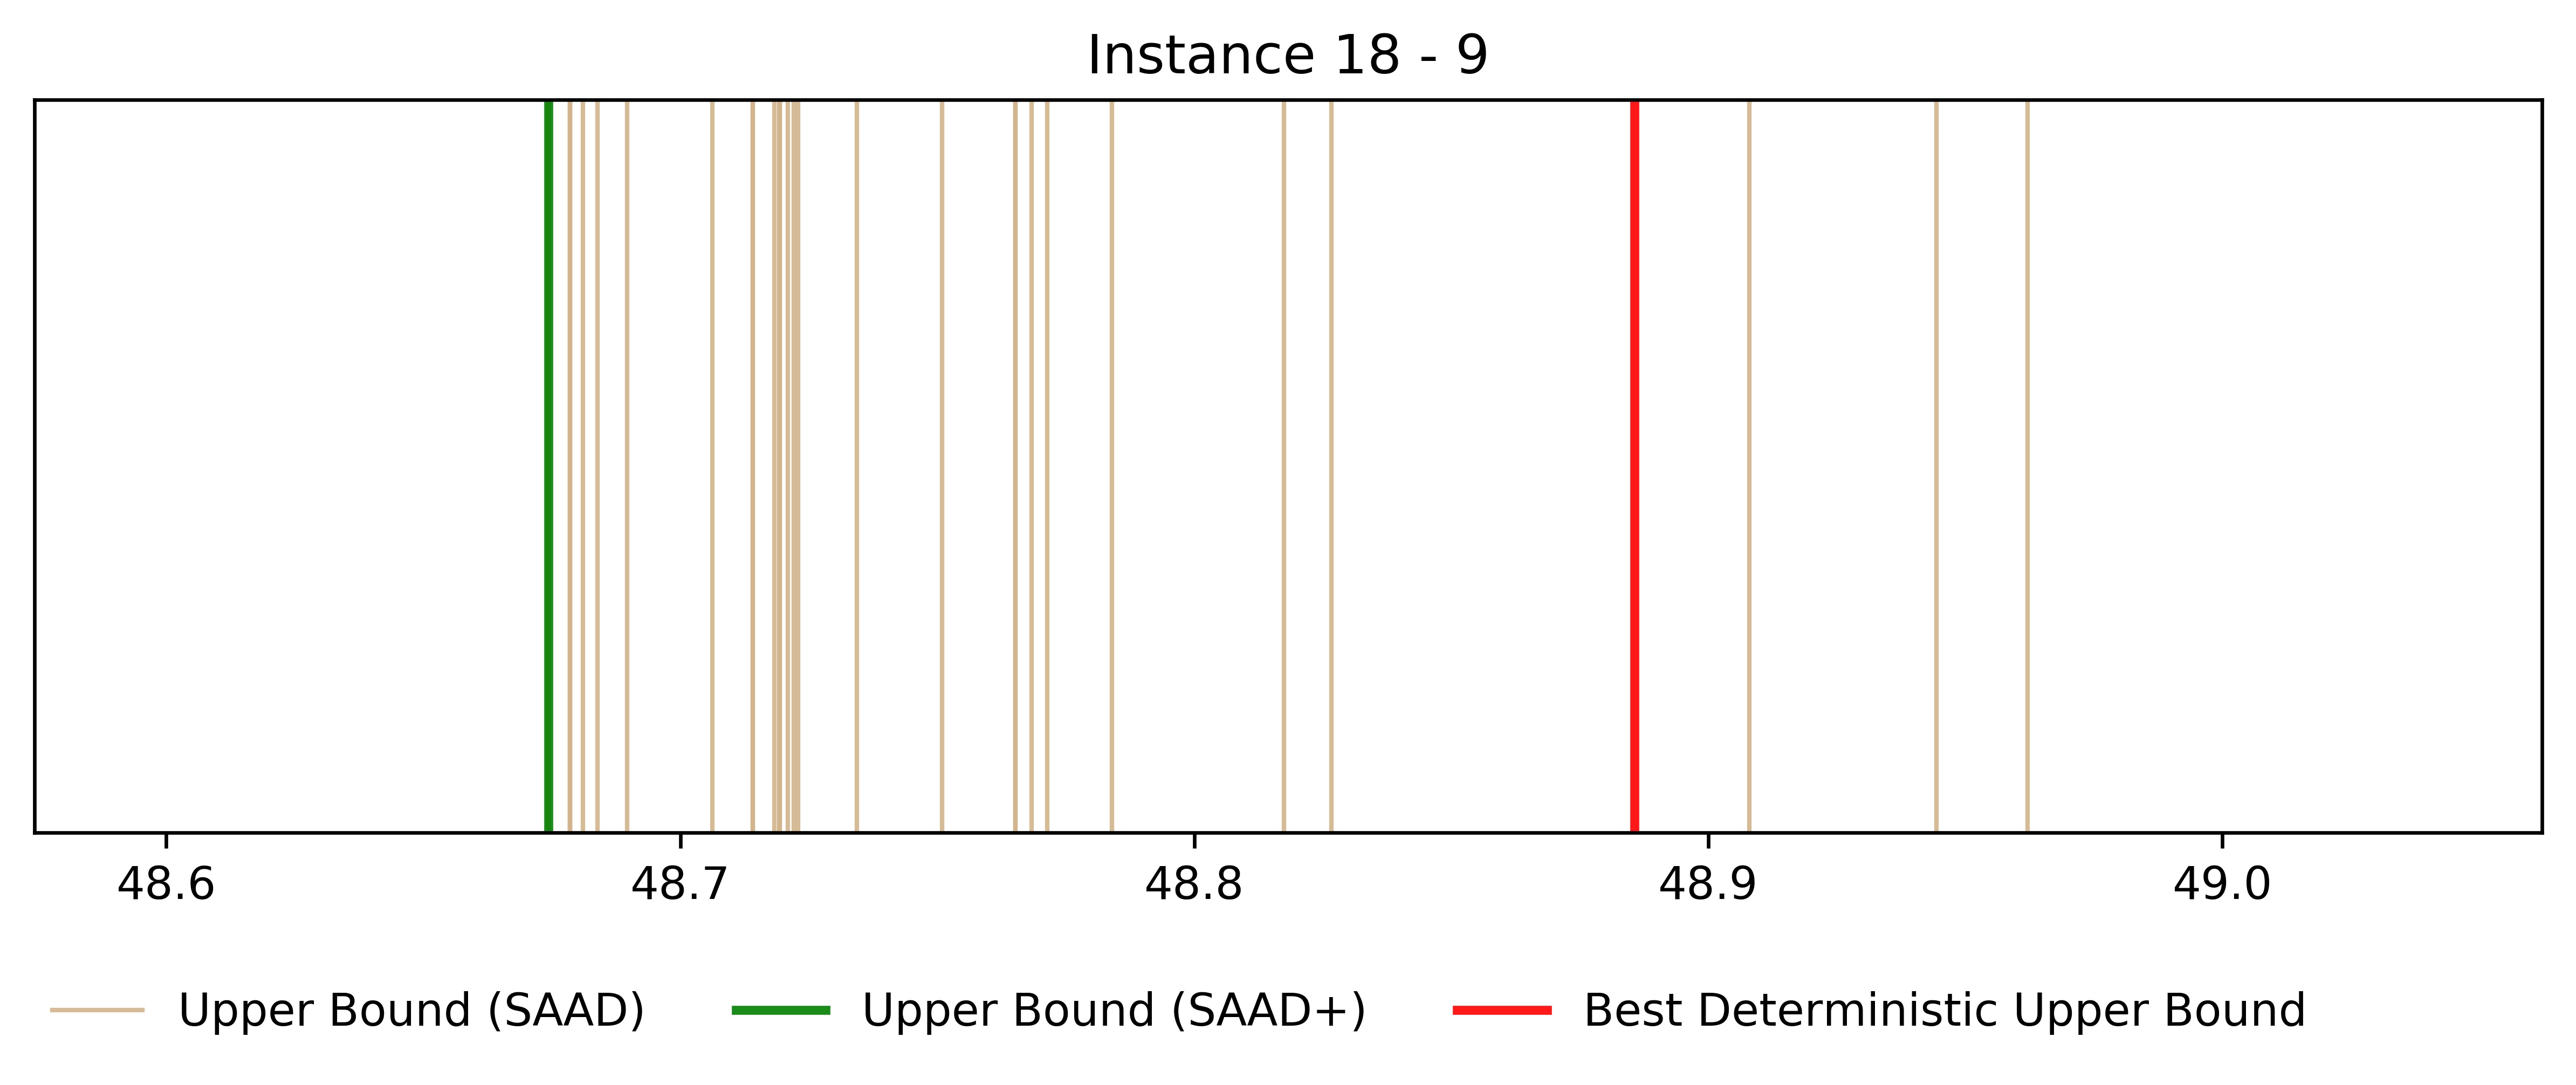 Instance 18 - 9
48.6 48.7 48.8 48.9 49.0
Upper Bound (SAAD) Upper Bound (SAAD+) Best Deterministic Upper Bound